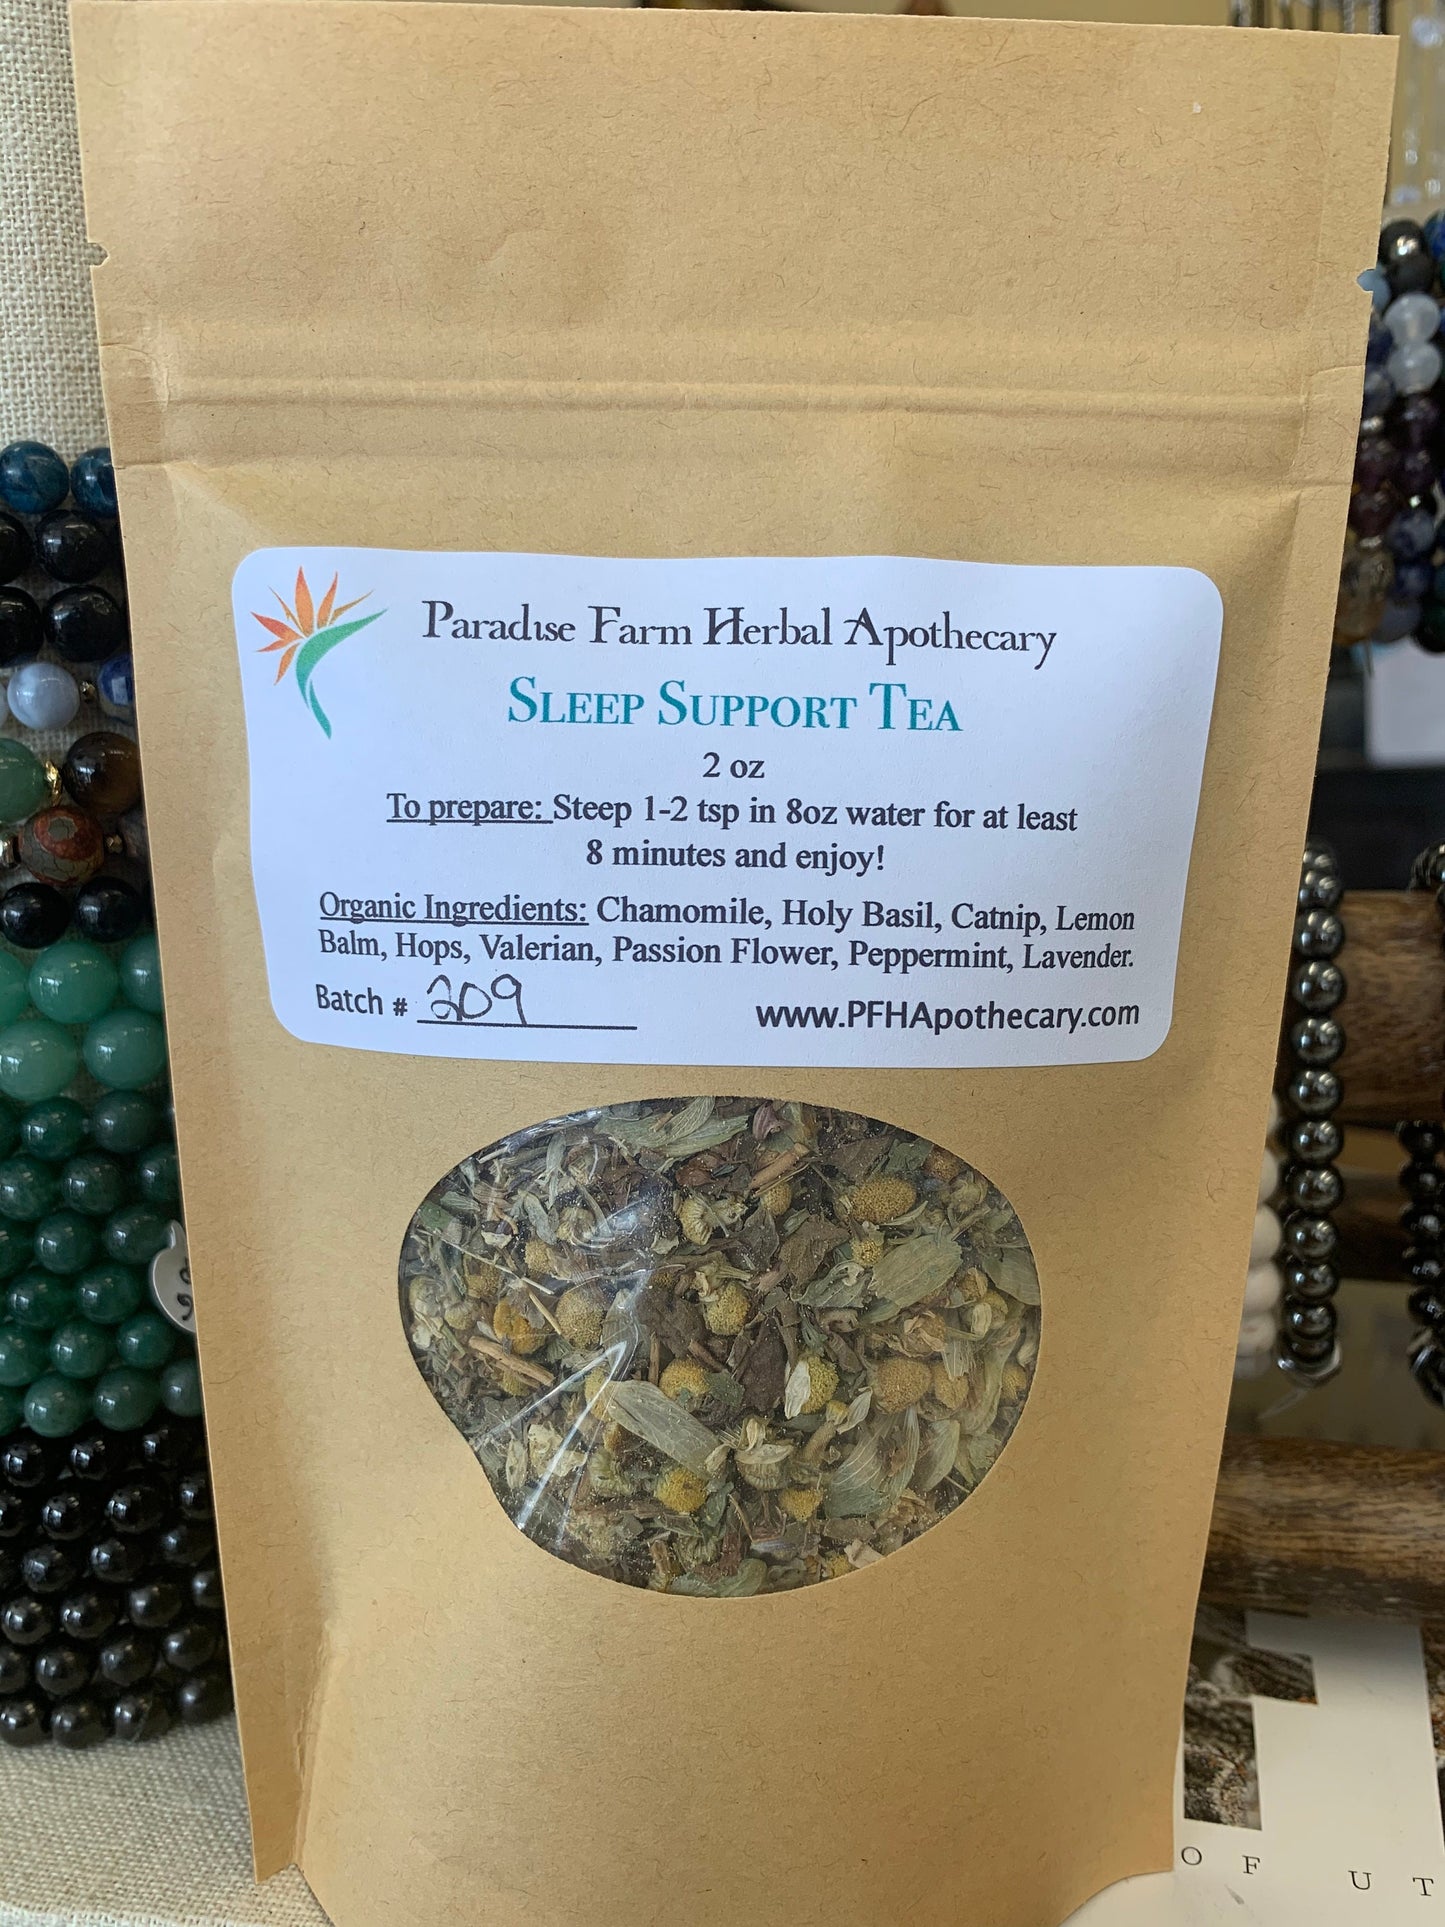 Paradise Farm Herbal Apothecary
Sleep Support Tea
2 oz
To prepare: Steep 1-2 tsp in 8oz water for at least
8 minutes and enjoy!
Organic Ingredients: Chamomile, Holy Basil, Catnip, Lemon
Balm, Hops, Valerian, Passion Flower, Peppermint, Lavender.
Batch # 209
www.PFHApothecary.com
OF UT